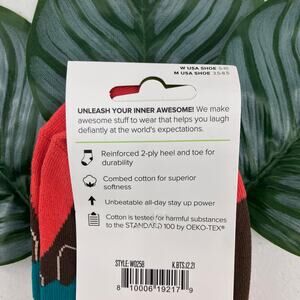 W USA SHOE 5-10
M USA SHOE 3.5-8.5
UNLEASH YOUR INNER AWESOME! We make
awesome stuff to wear that helps you laugh
defiantly at the world's expectations.
Reinforced 2-ply heel and toe for
durability
Combed cotton for superior
softness
Unbeatable all-day stay up power
Cotton is tested for harmful substances
to the STANDARD 100 by OEKO-TEX®
STYLE: W0256
K.BTS.12.21
8 10006 19217 9